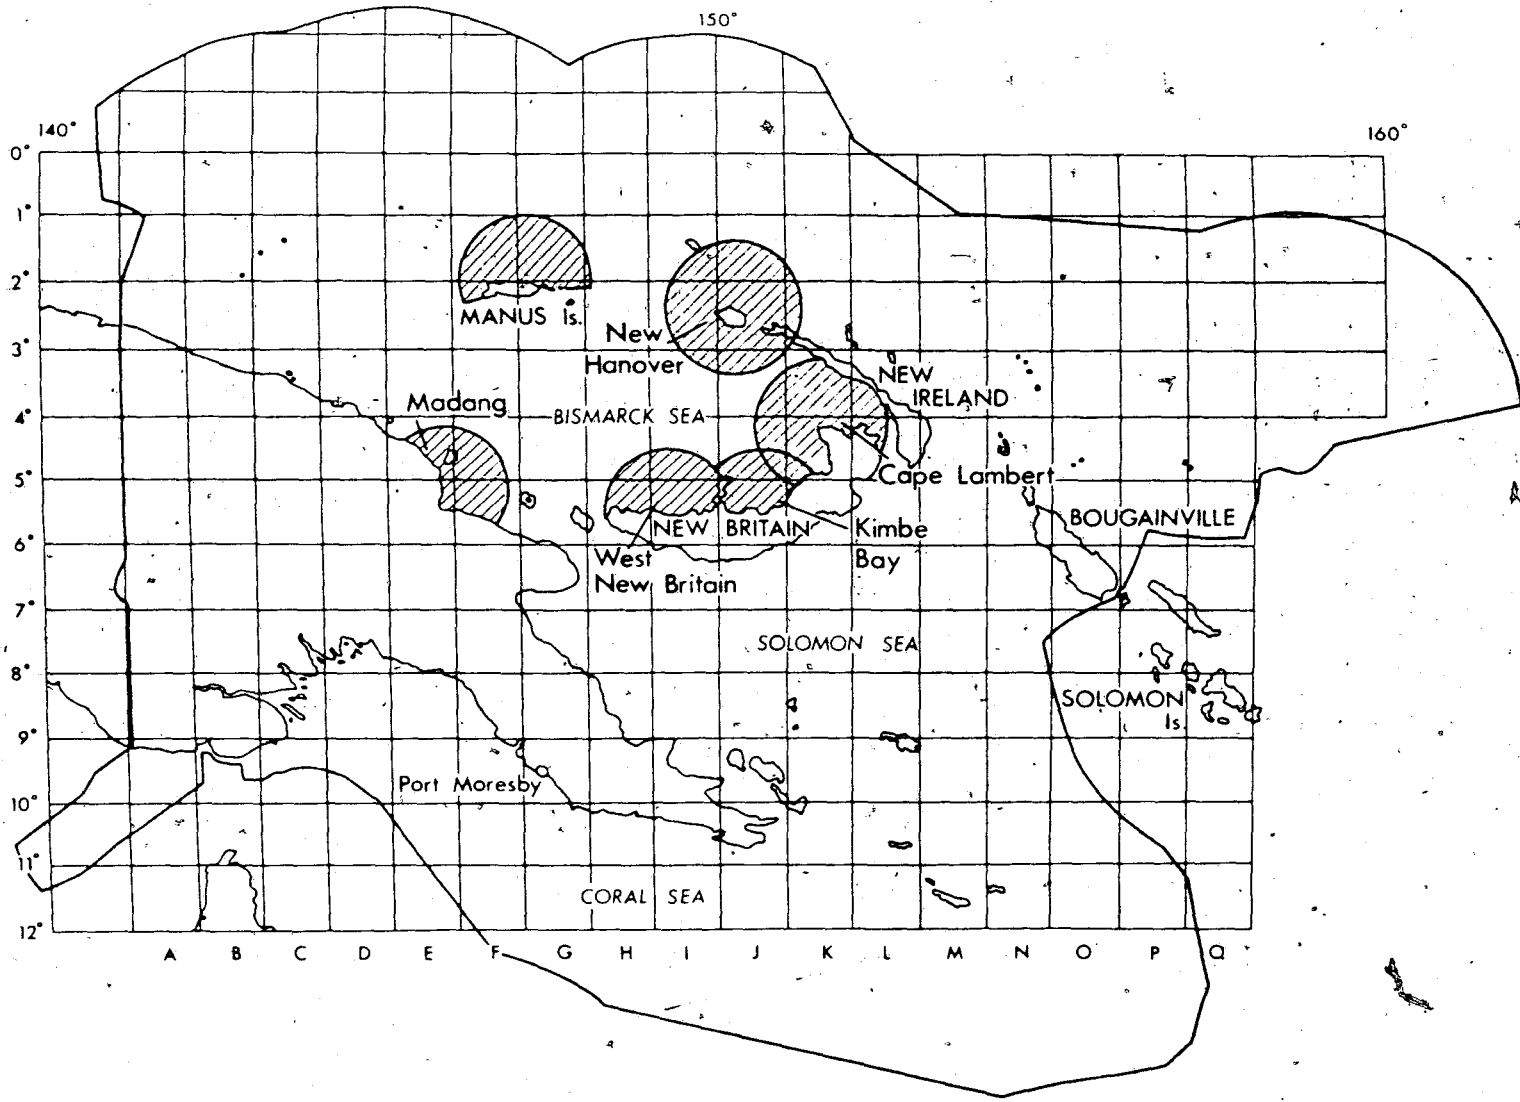 150°
140°
160°
0°
1°
2°
MANUS Is.
New
Hanover
3°
NEW
IRELAND
Madang
BISMARCK SEA
4°
Cape Lambert
5°
NEW BRITAIN
Kimbe
Bay
BOUGAINVILLE
6°
West
New Britain
7°
SOLOMON SEA
8°
SOLOMON
Is.
9°
Port Moresby
10°
11°
CORAL SEA
12°
A B C D E F G H I J K L M N O P Q